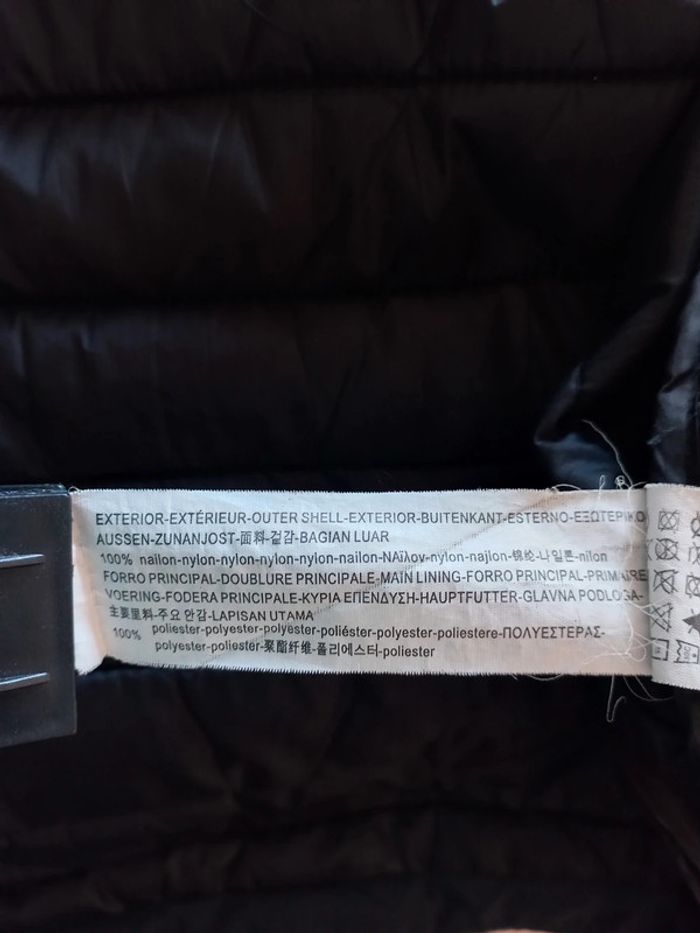 EXTERIOR-EXTÉRIEUR-OUTER SHELL-EXTERIOR-BUITENKANT-ESTERNO-ΕΞΩΤΕΡΙΚΟ
AUSSEN-ZUNANJOST-面料-겉감-BAGIAN LUAR
100% nailon-nylon-nylon-nylon-nylon-nailon-ΝΑΪλον-nylon-najlon-锦纶-나일론-nilon
FORRO PRINCIPAL-DOUBLURE PRINCIPALE-MAIN LINING-FORRO PRINCIPAL-PRIMAIRE
VOERING-FODERA PRINCIPALE-ΚΥΡΙΑ ΕΠΕΝΔΥΣΗ-HAUPTFUTTER-GLAVNA PODLOGA-
主要里料-주요 안감-LAPISAN UTAMA
100% poliester-polyester-polyester-poliéster-polyester-poliestere-ΠΟΛΥΕΣΤΕΡΑΣ-
polyester-poliester-聚酯纤维-폴리에스터-poliester